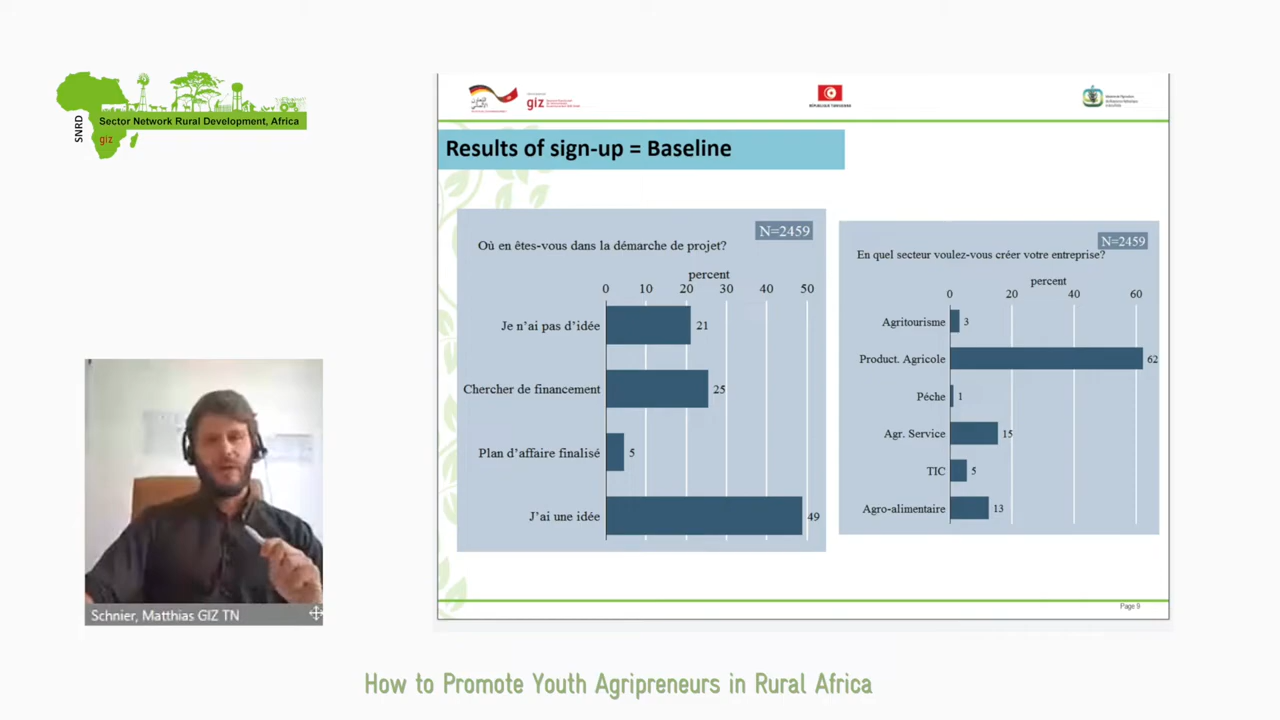 SNRD
Sector Network Rural Development, Africa
giz
giz
RÉPUBLIQUE TUNISIENNE
Results of sign-up = Baseline
N=2459
Où en êtes-vous dans la démarche de projet?
percent
0 10 20 30 40 50
Je n'ai pas d'idée 21
Chercher de financement 25
Plan d'affaire finalisé 5
J'ai une idée 49
N=2459
En quel secteur voulez-vous créer votre entreprise?
percent
0 20 40 60
Agritourisme 3
Product. Agricole 62
Péche 1
Agr. Service 15
TIC 5
Agro-alimentaire 13
Page 9
Schnier, Matthias GIZ TN
How to Promote Youth Agripreneurs in Rural Africa